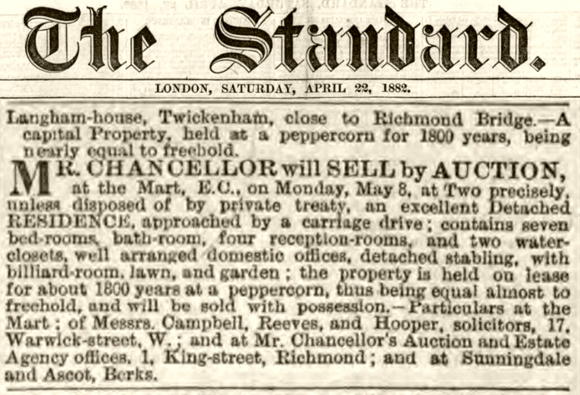 The Standard.
LONDON, SATURDAY, APRIL 22, 1882.
Langham-house, Twickenham, close to Richmond Bridge.—A
capital Property, held at a peppercorn for 1800 years, being
nearly equal to freehold.
MR. CHANCELLOR will SELL by AUCTION,
at the Mart, E.C., on Monday, May 8, at Two precisely,
unless disposed of by private treaty, an excellent Detached
RESIDENCE, approached by a carriage drive; contains seven
bed-rooms, bath-room, four reception-rooms, and two water-
closets, well arranged domestic offices, detached stabling, with
billiard-room, lawn, and garden; the property is held on lease
for about 1800 years at a peppercorn, thus being equal almost to
freehold, and will be sold with possession.—Particulars at the
Mart; of Messrs. Campbell, Reeves, and Hooper, solicitors, 17,
Warwick-street, W.; and at Mr. Chancellor's Auction and Estate
Agency offices, 1, King-street, Richmond; and at Sunningdale
and Ascot, Berks.